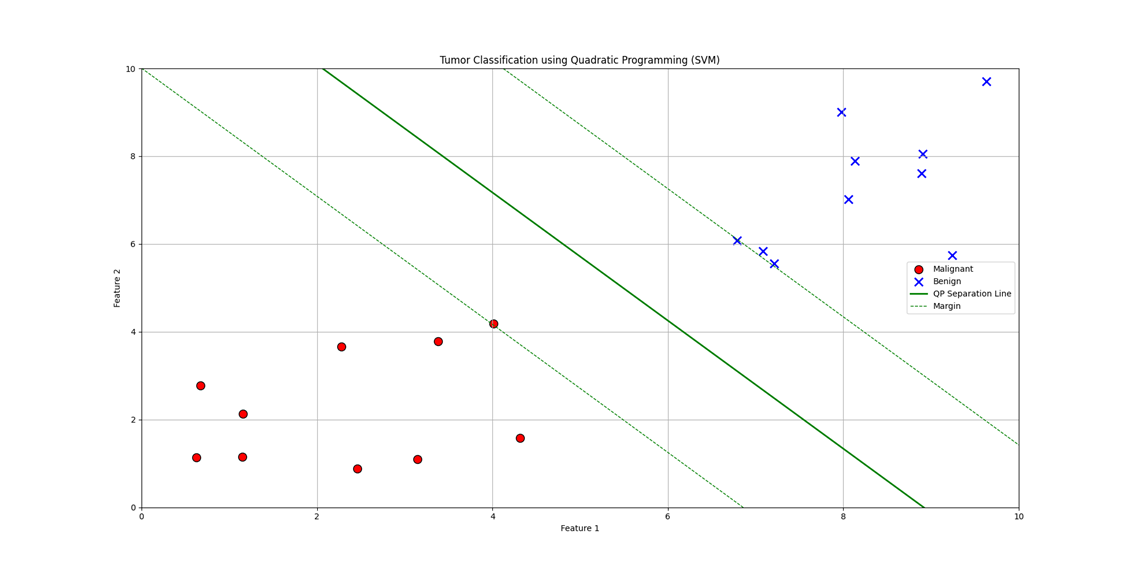 Tumor Classification using Quadratic Programming (SVM)
10
8
6
4
2
0
Feature 2
Malignant
Benign
QP Separation Line
Margin
0 2 4 6 8 10
Feature 1